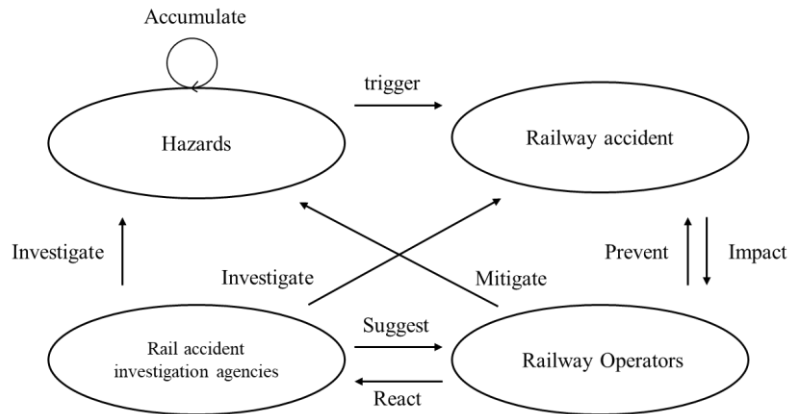 Accumulate
trigger
Hazards
Railway accident
Investigate
Investigate
Mitigate
Prevent
Impact
Suggest
Rail accident
investigation agencies
Railway Operators
React